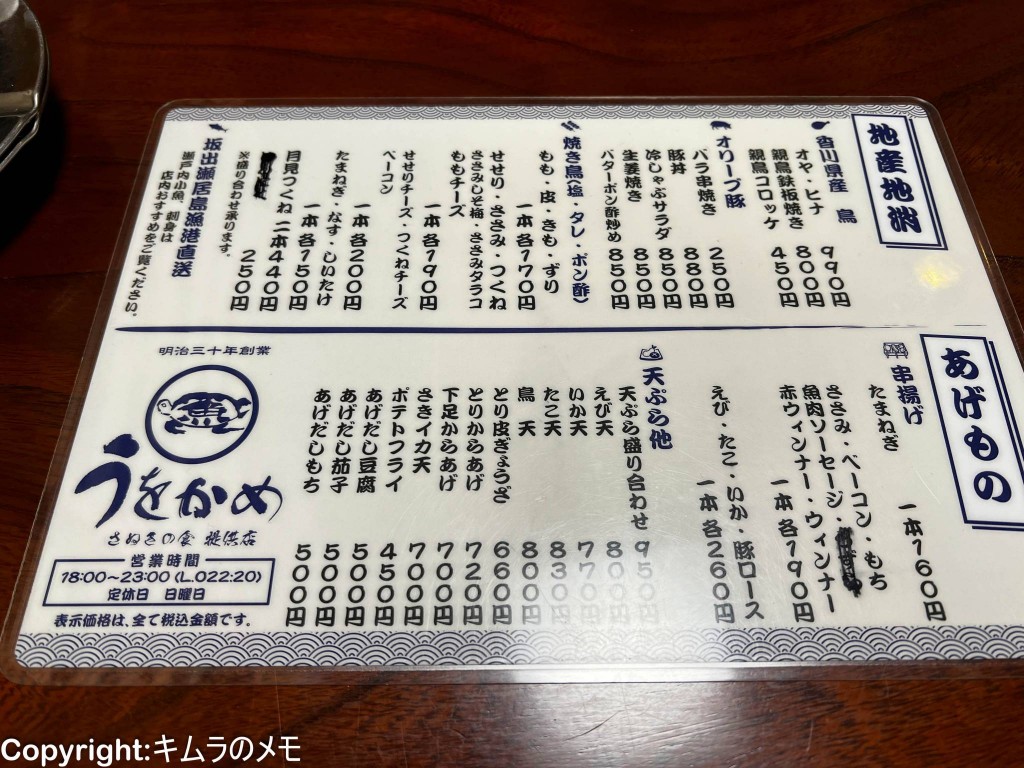 地産地消
香川県産 鳥
オヤ・ヒナ 990円
親鳥鉄板焼き 800円
親鳥コロッケ 450円
オリーブ豚
バラ串焼き 250円
豚丼 880円
冷しゃぶサラダ 850円
生姜焼き 850円
バターポン酢炒め 850円
焼き鳥(塩・タレ・ポン酢)
もも・皮・きも・ずり
一本 各170円
せせり・ささみ・つくね
ささみしそ梅・ささみタラコ
ももチーズ
一本 各190円
せせりチーズ・つくねチーズ
ベーコン
一本 各200円
たまねぎ・なす・しいたけ
一本 各150円
月見つくね 二本440円
250円
※盛り合わせ承ります。
坂出瀬居島漁港直送
瀬戸内小魚、刺身は
店内おすすめをご覧ください。
あげもの
串揚げ
たまねぎ
一本160円
ささみ・ベーコン・もち
魚肉ソーセージ・
赤ウィンナー・ウィンナー
一本 各190円
えび・たこ・いか・豚ロース
一本 各260円
天ぷら他
天ぷら盛り合わせ 950円
えび天
いか天
たこ天 830円
鳥 天 800円
とり皮ぎょうざ 660円
とりからあげ 720円
下足からあげ 700円
さきイカ天 700円
ポテトフライ 450円
あげだし豆腐 500円
あげだし茄子 500円
あげだしもち 500円
明治三十年創業
魚
うをかめ
さぬきの食 提供店
営業時間
18:00～23:00(L.O22:20)
定休日 日曜日
表示価格は、全て税込金額です。
Copyright:キムラのメモ